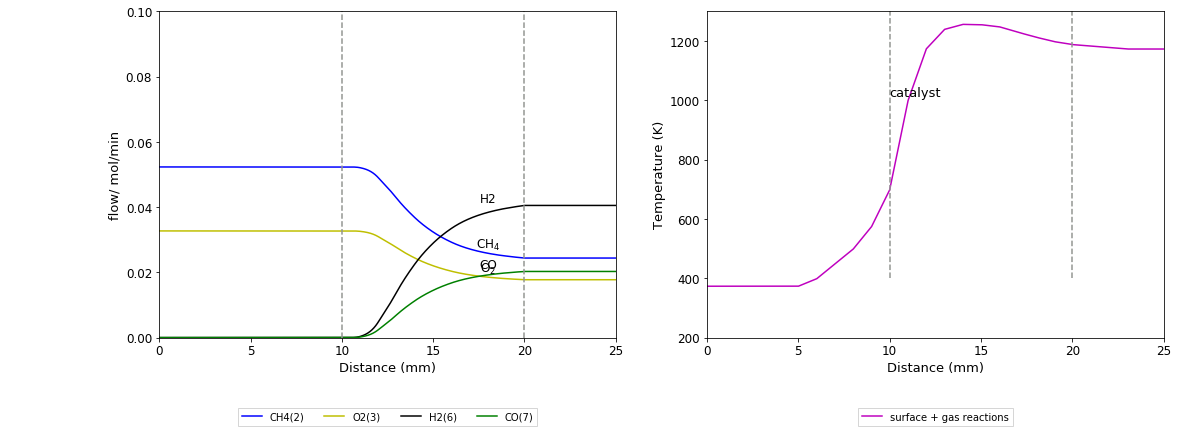 0.10
0.08
0.06
0.04
0.02
0.00
flow/ mol/min
H2
CH4
CO
O2
0 5 10 15 20 25
Distance (mm)
CH4(2) O2(3) H2(6) CO(7)
1200
1000
800
600
400
200
Temperature (K)
catalyst
0 5 10 15 20 25
Distance (mm)
surface + gas reactions